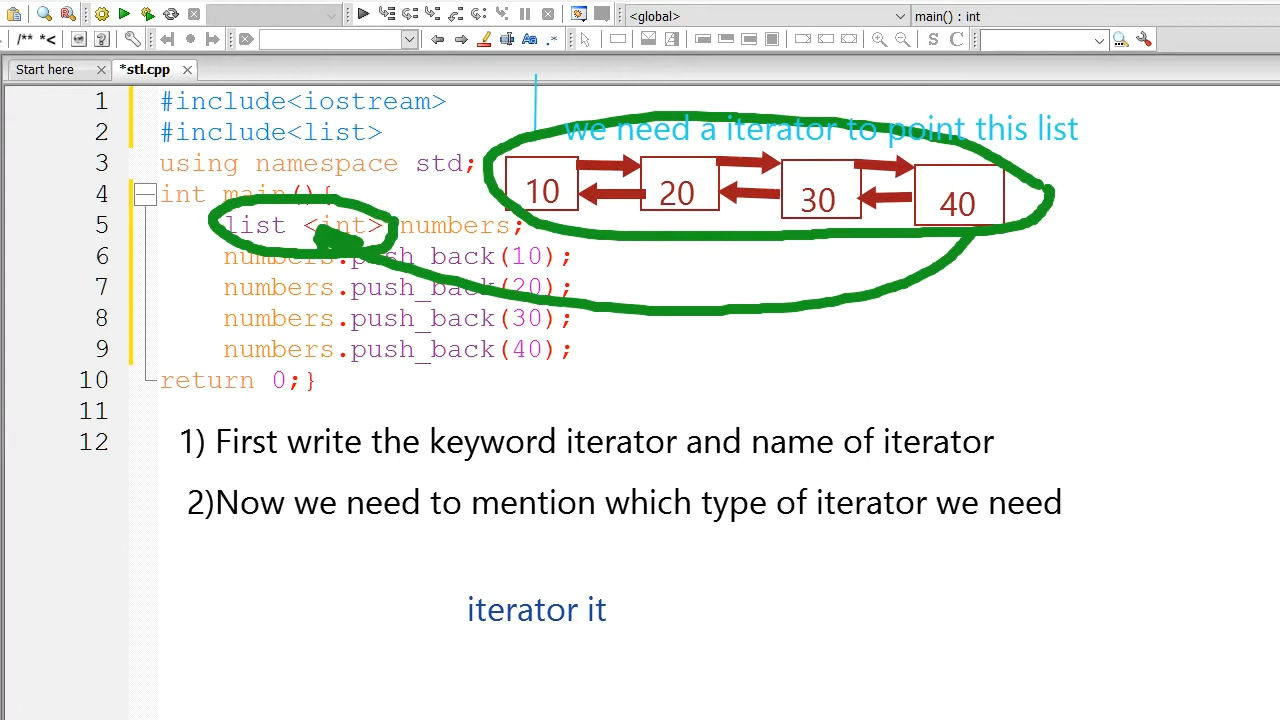 <global>
main() : int
/** *<
Start here
*stl.cpp
1 #include<iostream>
2 #include<list>
we need a iterator to point this list
3 using namespace std;
10 20 30 40
4 int main(){
5 list <int> numbers;
6 numbers.push_back(10);
7 numbers.push_back(20);
8 numbers.push_back(30);
9 numbers.push_back(40);
10 return 0;}
11
12
1) First write the keyword iterator and name of iterator
2)Now we need to mention which type of iterator we need
iterator it